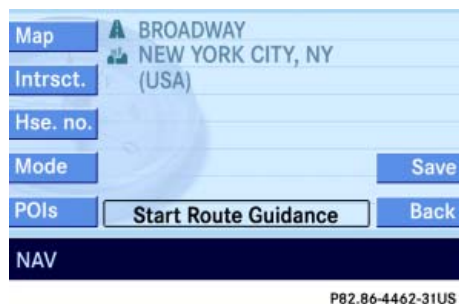 Map
BROADWAY
NEW YORK CITY, NY
Intrsct.
(USA)
Hse. no.
Mode
Save
POIs
Start Route Guidance
Back
NAV
P82.86-4462-31US